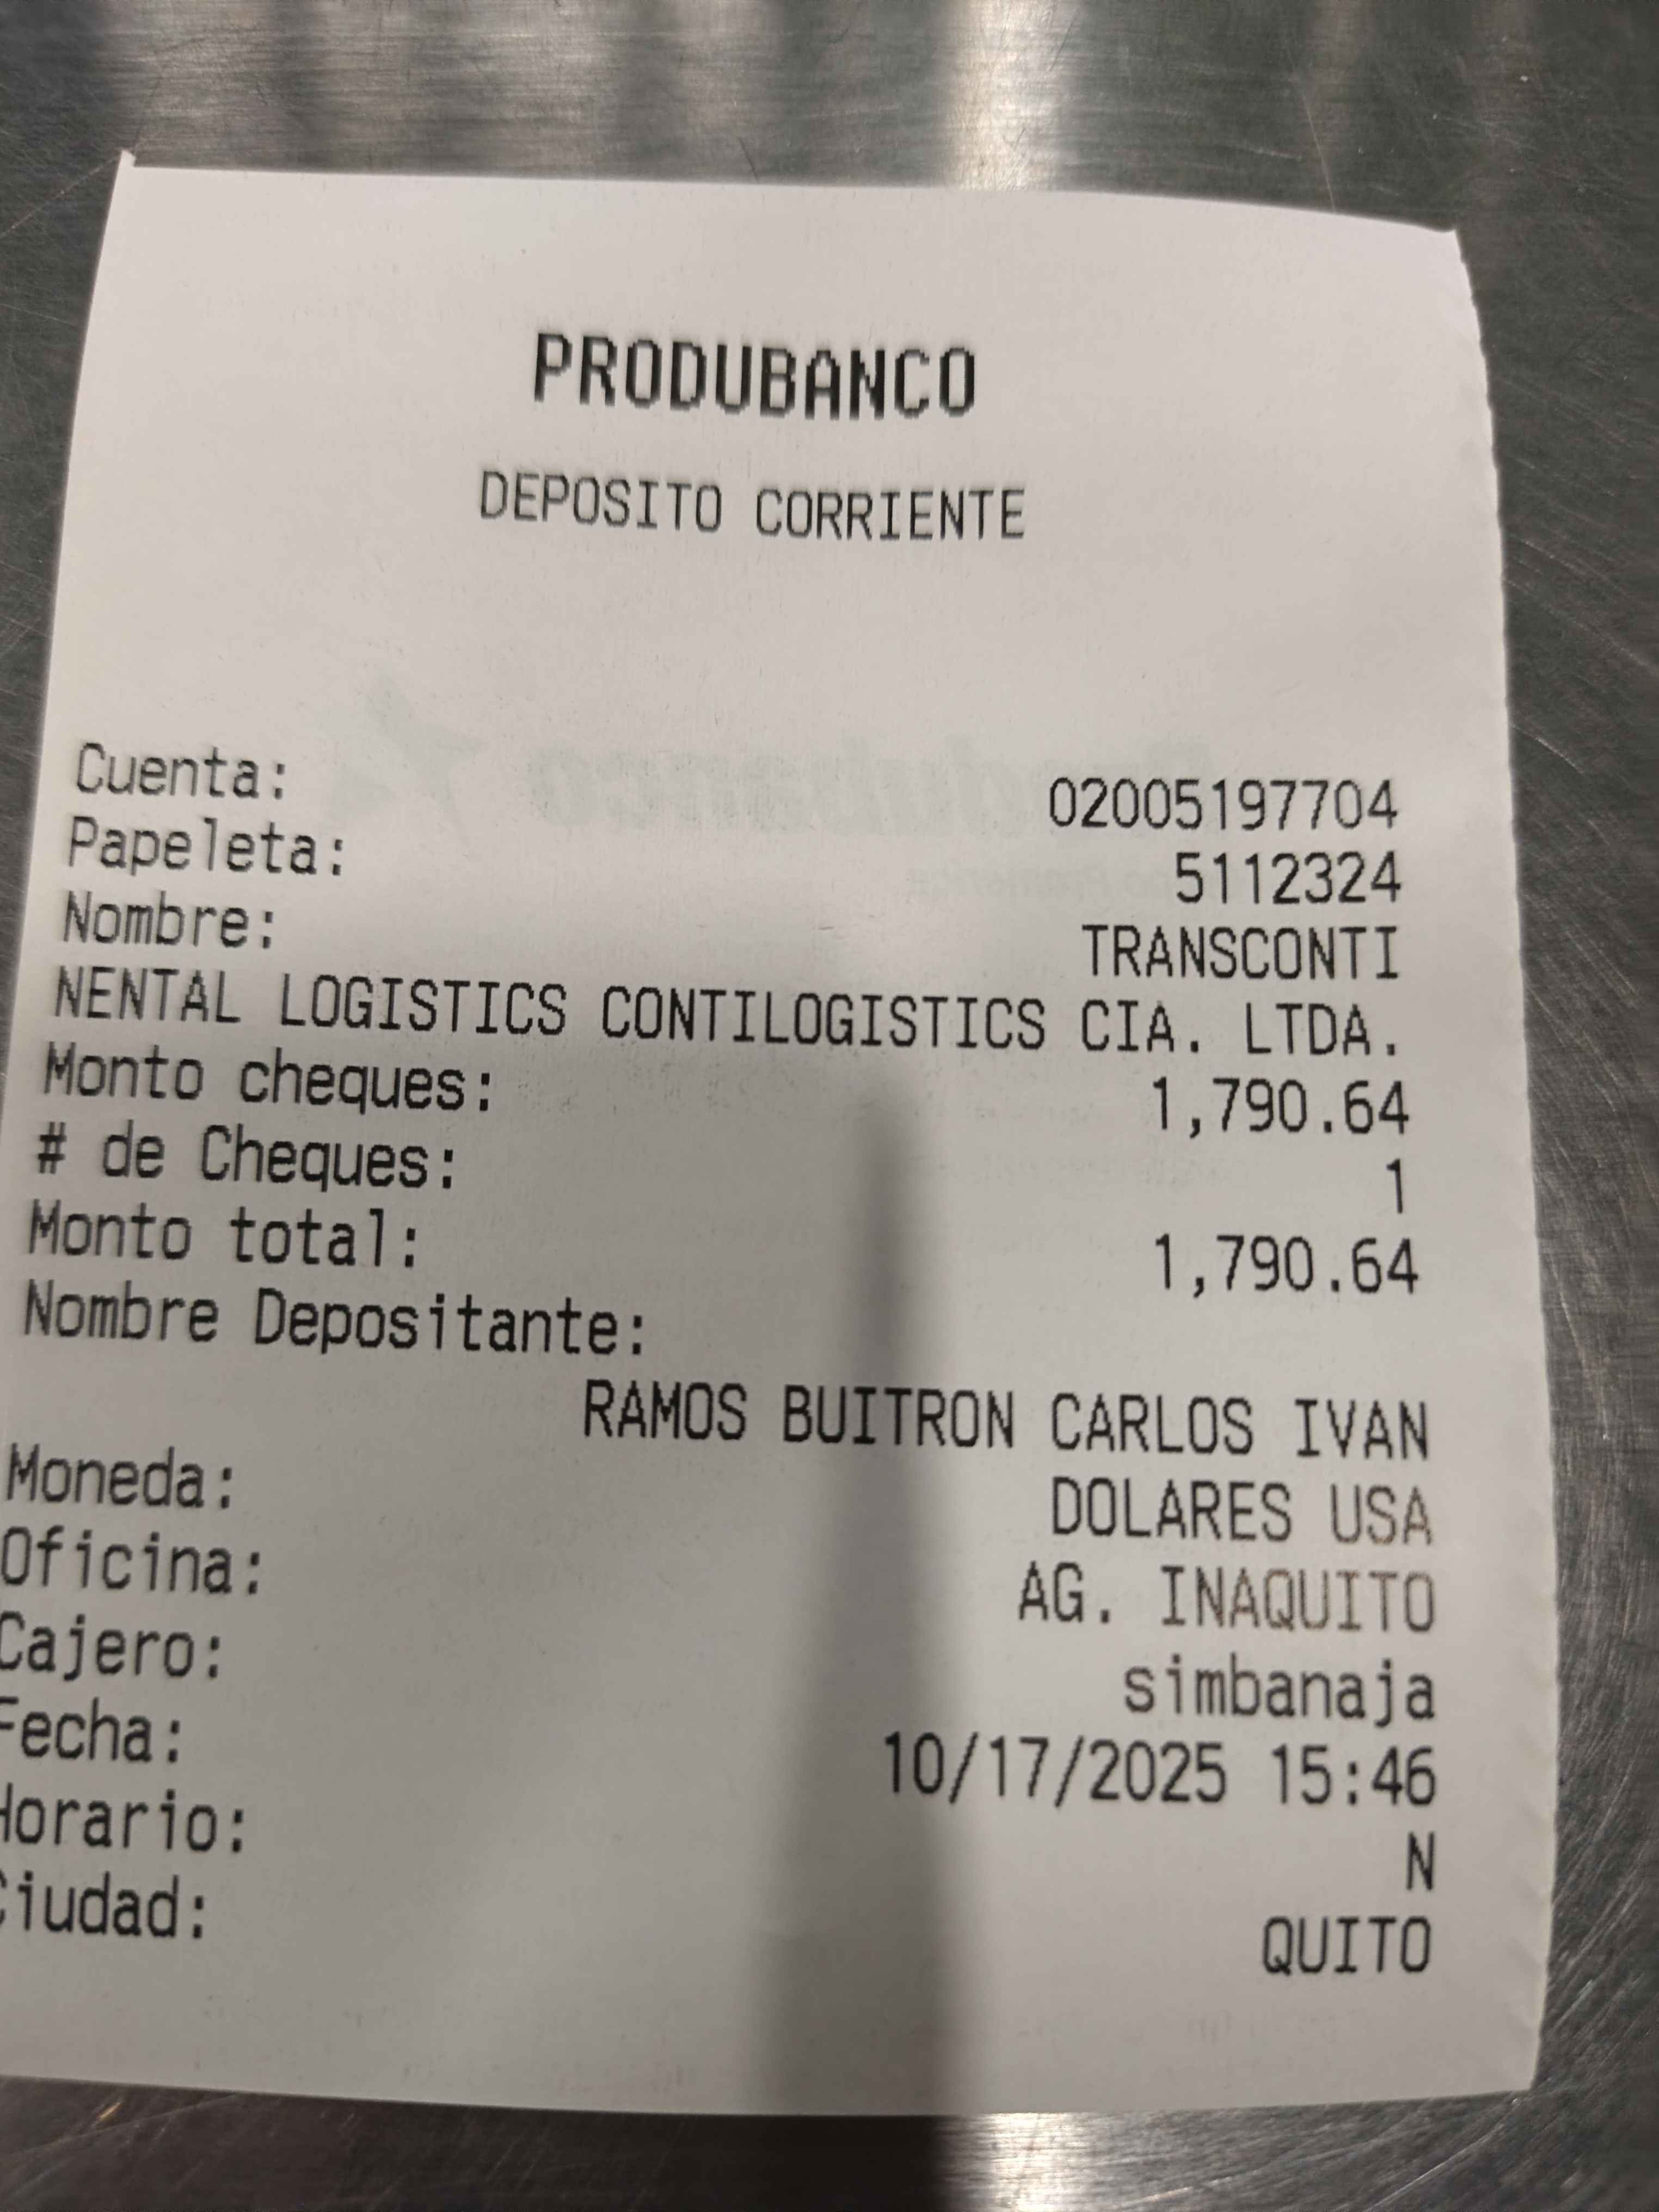 PRODUBANCO
DEPOSITO CORRIENTE
Cuenta: 02005197704
Papeleta: 5112324
Nombre: TRANSCONTI
NENTAL LOGISTICS CONTILOGISTICS CIA. LTDA.
Monto cheques: 1,790.64
# de Cheques: 1
Monto total: 1,790.64
Nombre Depositante:
RAMOS BUITRON CARLOS IVAN
Moneda: DOLARES USA
Oficina: AG. INAQUITO
Cajero: simbanaja
Fecha: 10/17/2025 15:46
Horario: N
Ciudad: QUITO